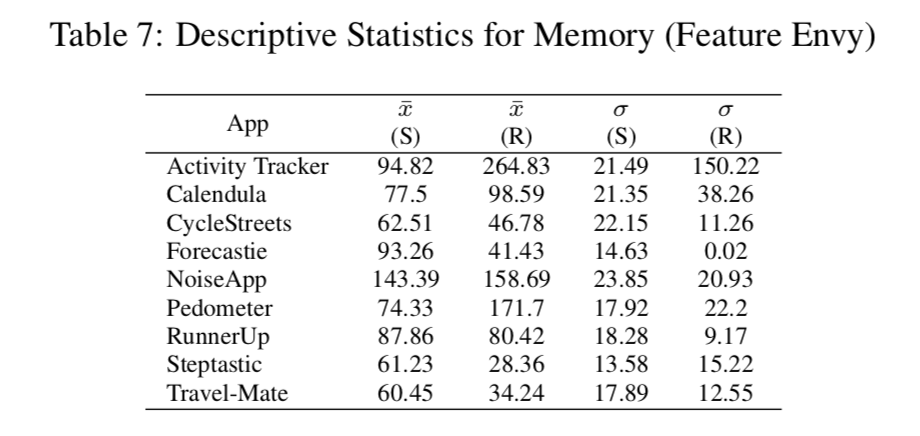 Table 7: Descriptive Statistics for Memory (Feature Envy)
App x̄ (S) x̄ (R) σ (S) σ (R)
Activity Tracker 94.82 264.83 21.49 150.22
Calendula 77.5 98.59 21.35 38.26
CycleStreets 62.51 46.78 22.15 11.26
Forecastie 93.26 41.43 14.63 0.02
NoiseApp 143.39 158.69 23.85 20.93
Pedometer 74.33 171.7 17.92 22.2
RunnerUp 87.86 80.42 18.28 9.17
Steptastic 61.23 28.36 13.58 15.22
Travel-Mate 60.45 34.24 17.89 12.55